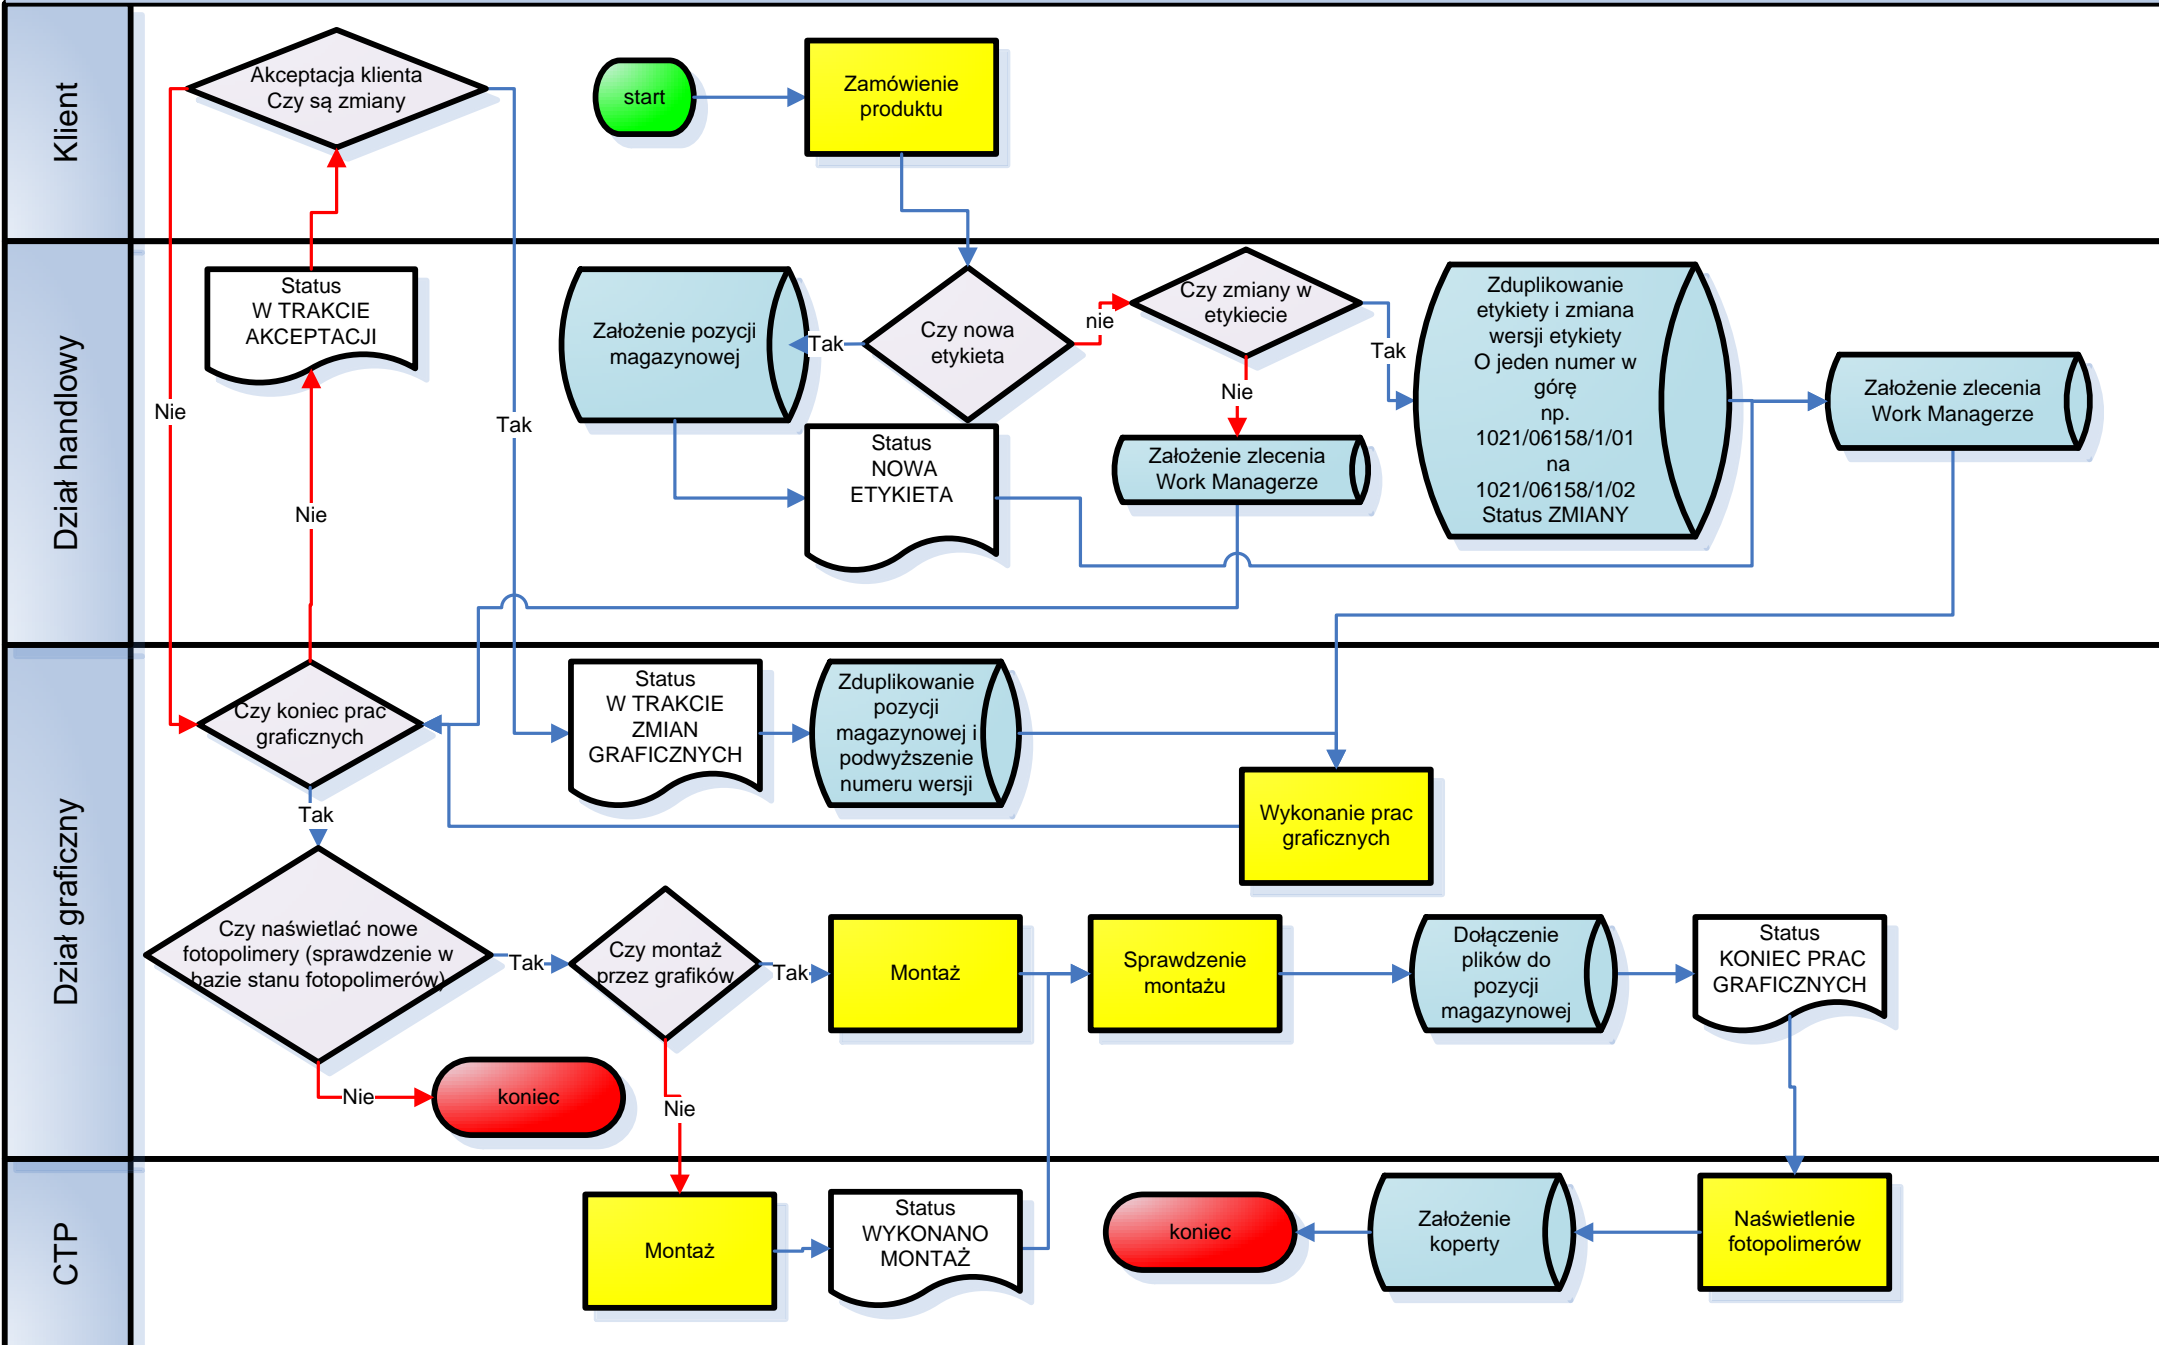 Klient
Akceptacja klienta
Czy są zmiany
start
Zamówienie
produktu
Dział handlowy
Status
W TRAKCIE
AKCEPTACJI
Założenie pozycji
magazynowej
Tak
Czy nowa
etykieta
nie
Czy zmiany w
etykiecie
Tak
Nie
Zduplikowanie
etykiety i zmiana
wersji etykiety
O jeden numer w
górę
np.
1021/06158/1/01
na
1021/06158/1/02
Status ZMIANY
Założenie zlecenia
Work Managerze
Nie
Tak
Status
NOWA
ETYKIETA
Założenie zlecenia
Work Managerze
Nie
Dział graficzny
Czy koniec prac
graficznych
Status
W TRAKCIE
ZMIAN
GRAFICZNYCH
Zduplikowanie
pozycji
magazynowej i
podwyższenie
numeru wersji
Wykonanie prac
graficznych
Tak
Czy naświetlać nowe
fotopolimery (sprawdzenie w
bazie stanu fotopolimerów)
Tak
Czy montaż
przez grafików
Tak
Montaż
Sprawdzenie
montażu
Dołączenie
plików do
pozycji
magazynowej
Status
KONIEC PRAC
GRAFICZNYCH
Nie
koniec
Nie
CTP
Montaż
Status
WYKONANO
MONTAŻ
koniec
Założenie
koperty
Naświetlenie
fotopolimerów